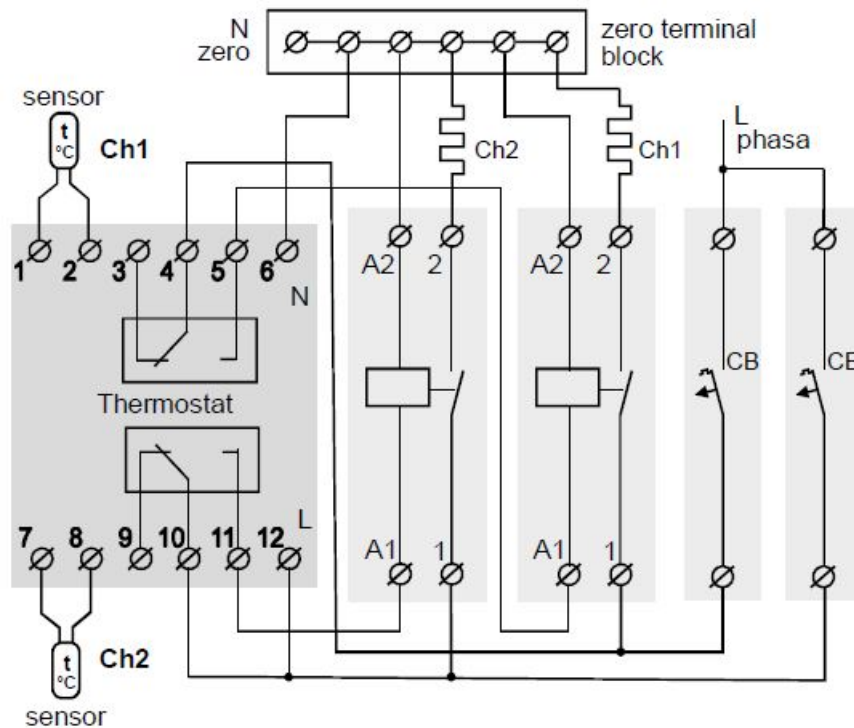 N
zero
zero terminal
block
sensor
t
°C
Ch1
Ch2
Ch1
L
phasa
1 2 3 4 5 6
N
A2 2
A2 2
Thermostat
CB
CB
L
7 8 9 10 11 12
A1 1
A1 1
t
°C
Ch2
sensor